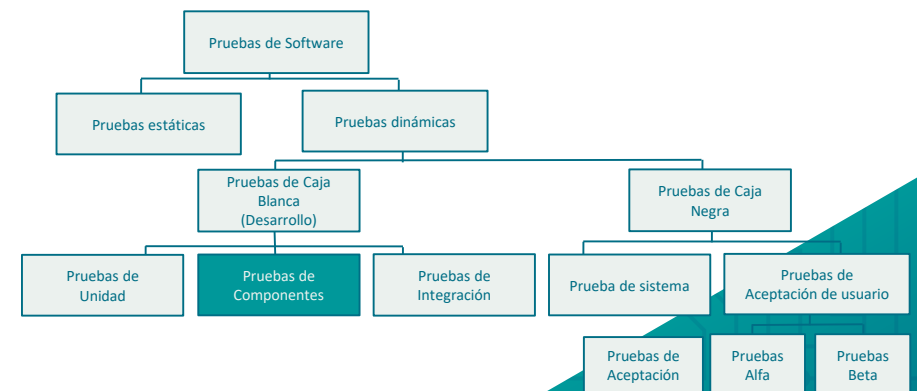 Pruebas de Software
Pruebas estáticas
Pruebas dinámicas
Pruebas de Caja
Blanca
(Desarrollo)
Pruebas de Caja
Negra
Pruebas de
Unidad
Pruebas de
Componentes
Pruebas de
Integración
Prueba de sistema
Pruebas de
Aceptación de usuario
Pruebas de
Aceptación
Pruebas
Alfa
Pruebas
Beta